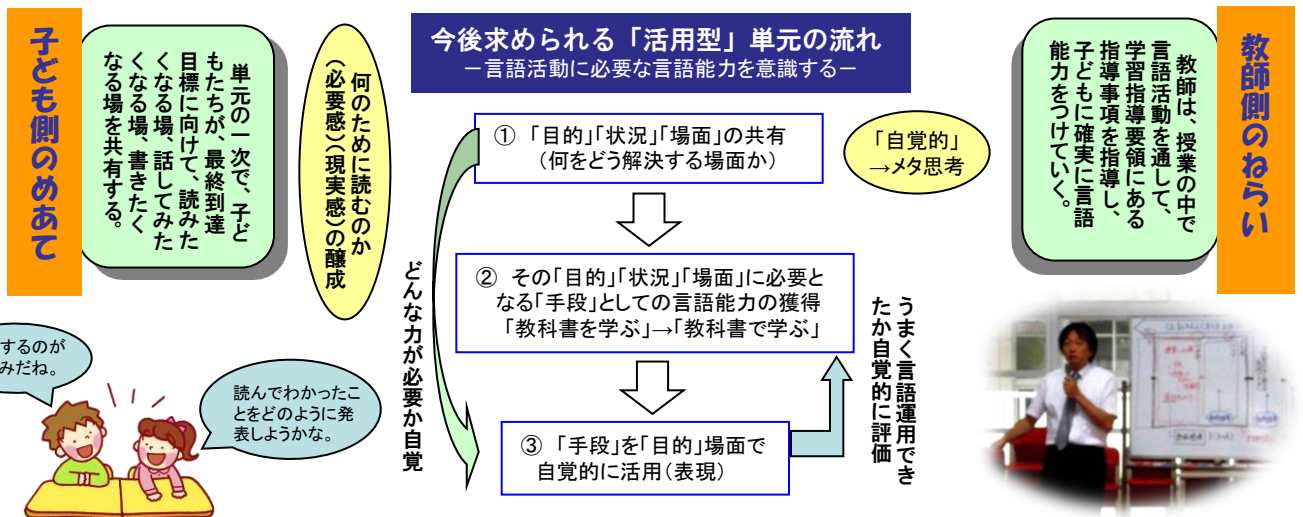 今後求められる「活用型」単元の流れ
－言語活動に必要な言語能力を意識する－
教師側のねらい
教師は、授業の中で
言語活動を通して、
学習指導要領にある
指導事項を指導し、
子どもに確実に言語
能力をつけていく。
「自覚的」
→メタ思考
① 「目的」「状況」「場面」の共有
（何をどう解決する場面か）
② その「目的」「状況」「場面」に必要と
なる「手段」としての言語能力の獲得
「教科書を学ぶ」→「教科書で学ぶ」
③ 「手段」を「目的」場面で
自覚的に活用（表現）
うまく言語運用でき
たか自覚的に評価
どんな力が必要か自覚
何のために読むのか
（必要感）（現実感）の醸成
単元の一次で、子ど
もたちが、最終到達
目標に向けて、読みた
くなる場、話してみた
くなる場、書きたく
なる場を共有する。
子ども側のめあて
するのが
みだね。
読んでわかったこ
とをどのように発
表しようかな。